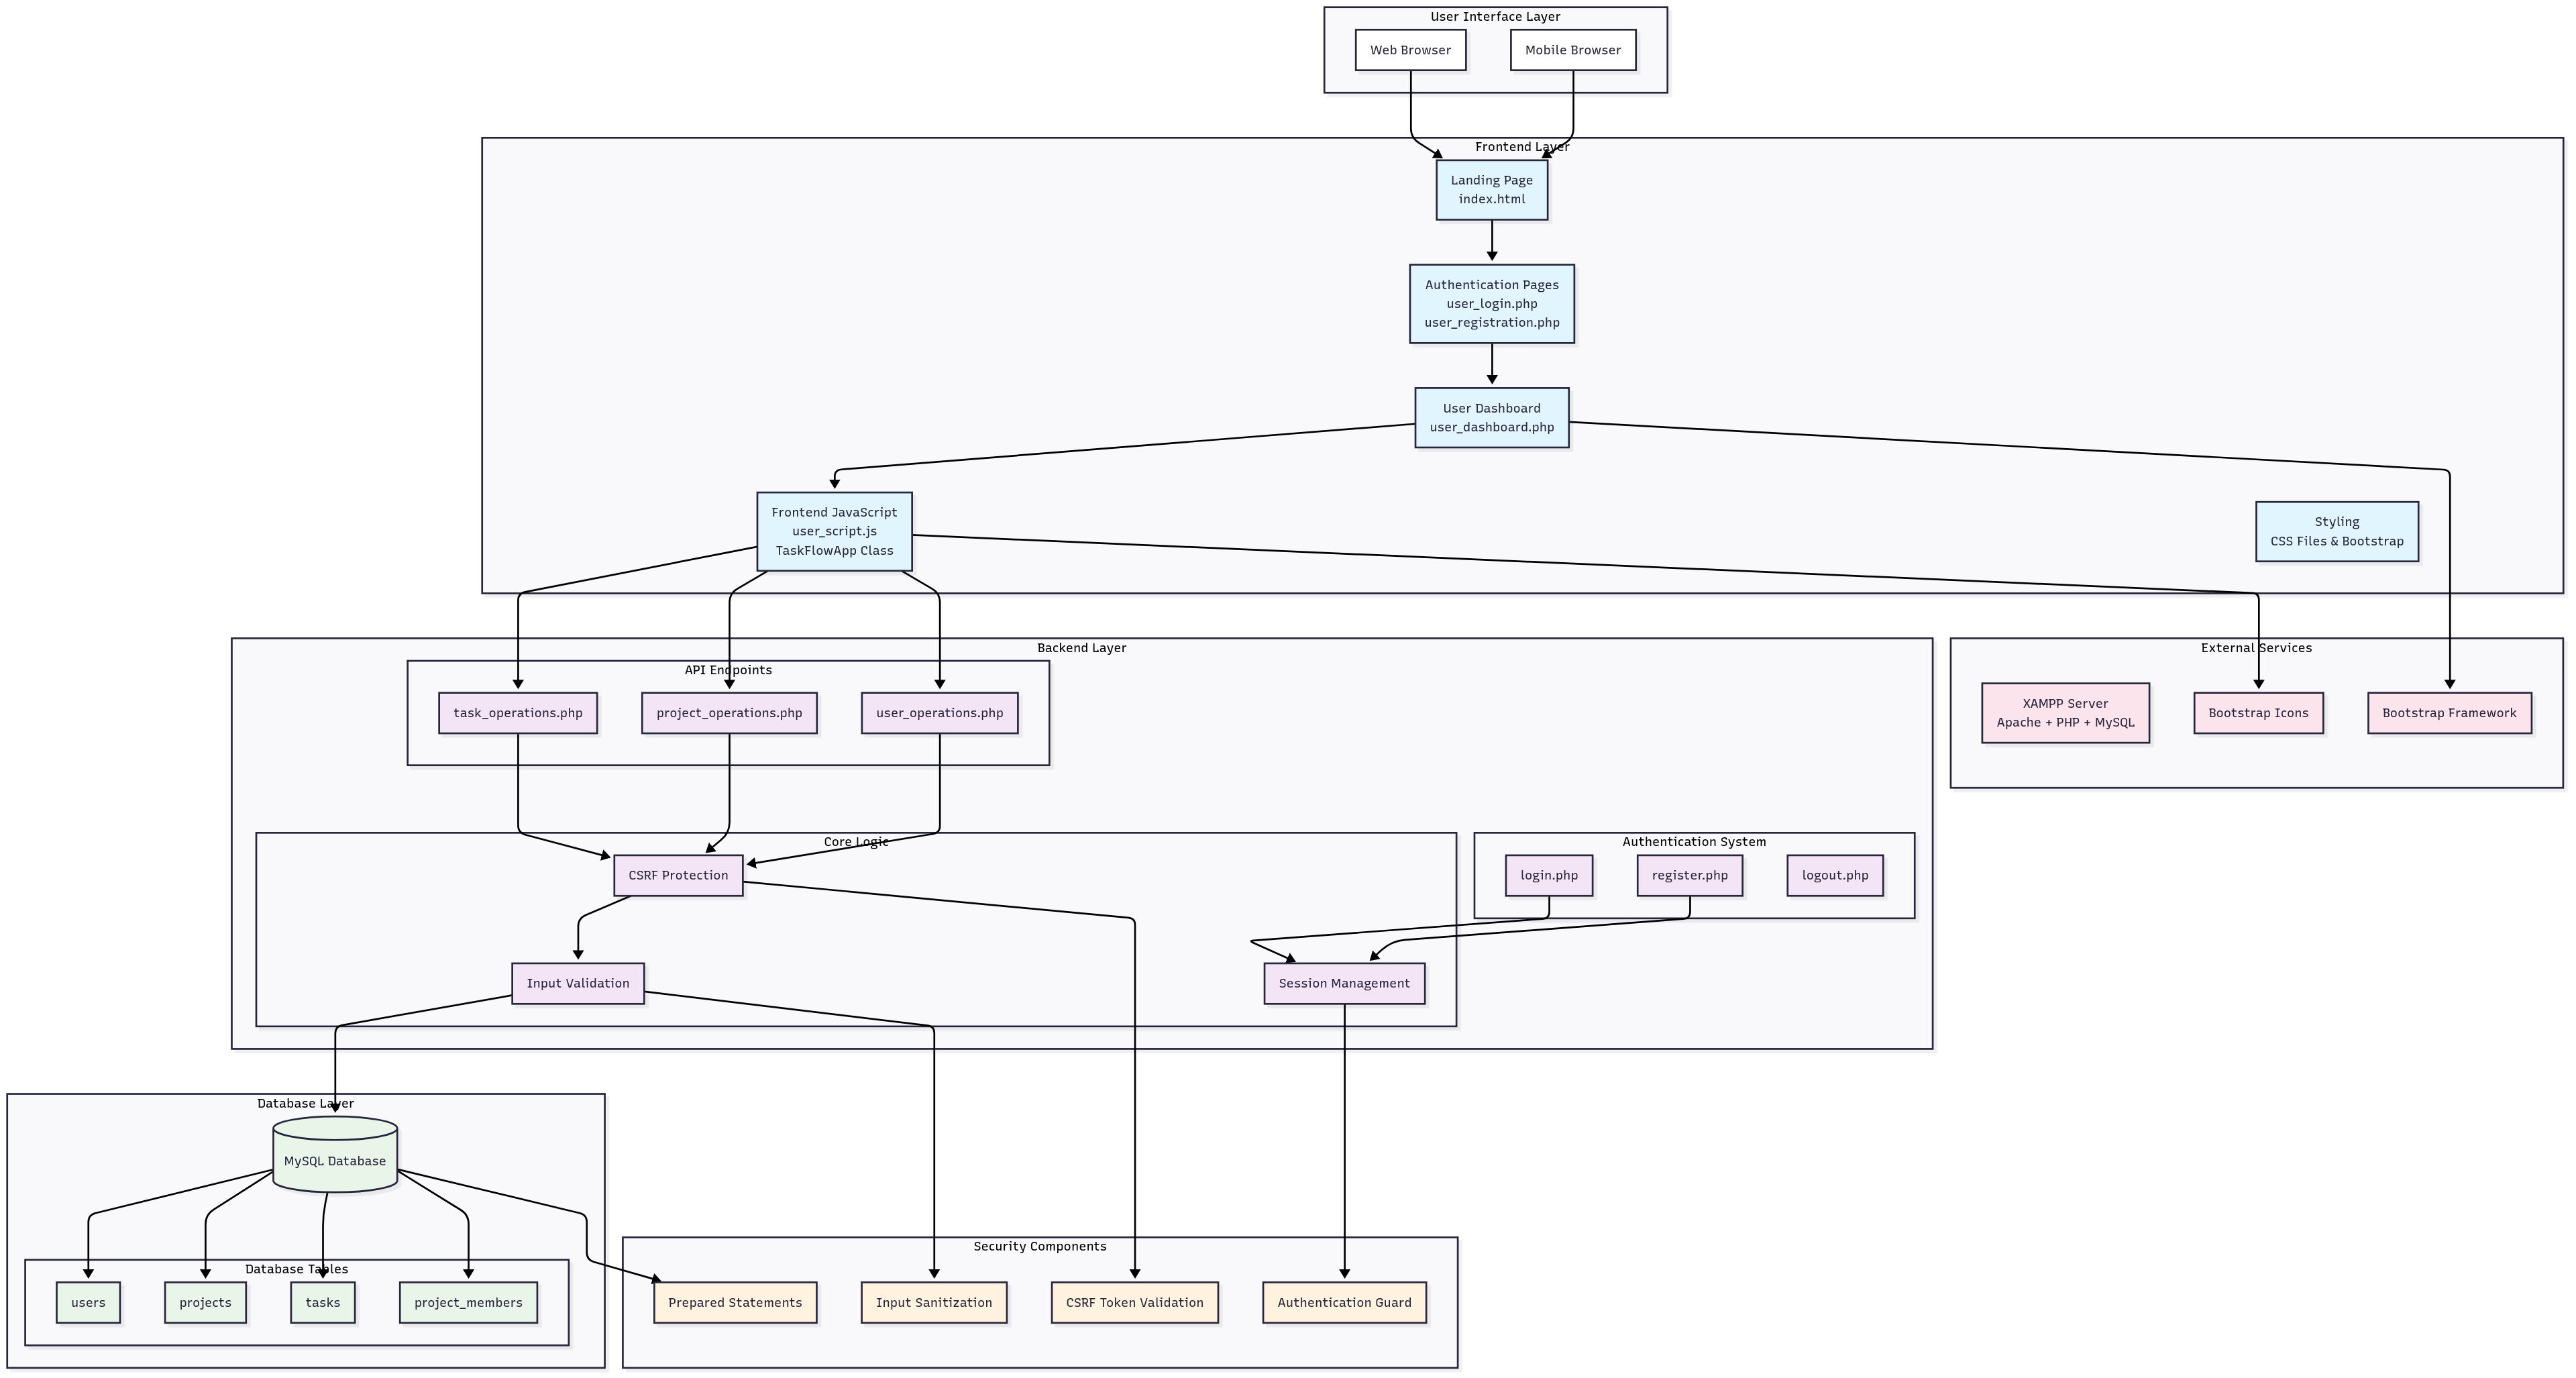 User Interface Layer
Web Browser
Mobile Browser
Frontend Layer
Landing Page
index.html
Authentication Pages
user_login.php
user_registration.php
User Dashboard
user_dashboard.php
Frontend JavaScript
user_script.js
TaskFlowApp Class
Styling
CSS Files & Bootstrap
Backend Layer
API Endpoints
task_operations.php
project_operations.php
user_operations.php
External Services
XAMPP Server
Apache + PHP + MySQL
Bootstrap Icons
Bootstrap Framework
Core Logic
CSRF Protection
Input Validation
Session Management
Authentication System
login.php
register.php
logout.php
Database Layer
MySQL Database
Database Tables
users
projects
tasks
project_members
Security Components
Prepared Statements
Input Sanitization
CSRF Token Validation
Authentication Guard